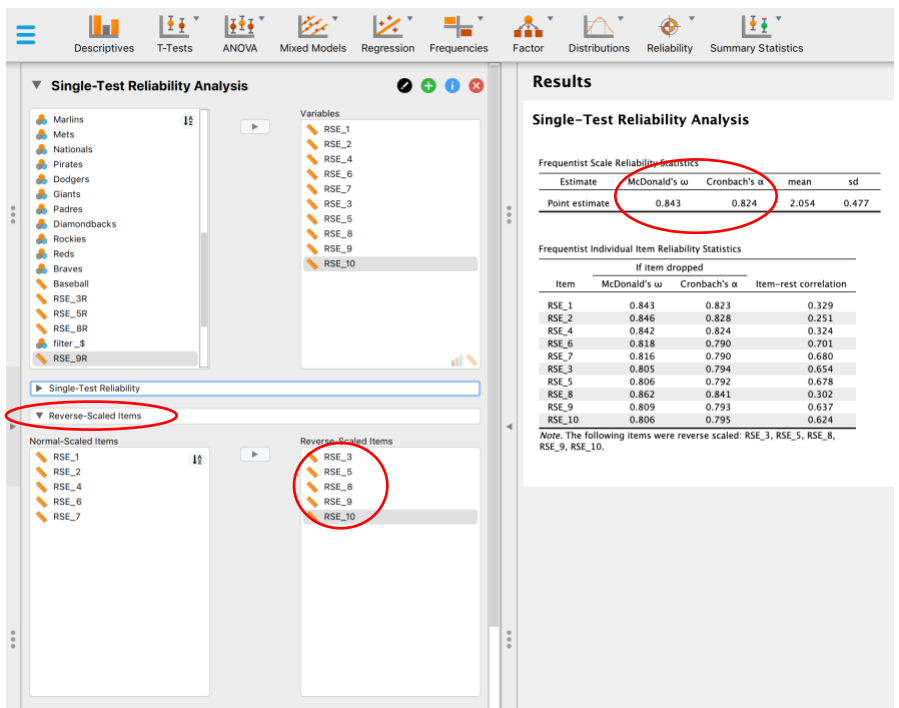 Descriptives T-Tests ANOVA Mixed Models Regression Frequencies Factor Distributions Reliability Summary Statistics
Single-Test Reliability Analysis
Marlins
Mets
Nationals
Pirates
Dodgers
Giants
Padres
Diamondbacks
Rockies
Reds
Braves
Baseball
RSE_3R
RSE_5R
RSE_8R
filter_$
RSE_9R
Variables
RSE_1
RSE_2
RSE_4
RSE_6
RSE_7
RSE_3
RSE_5
RSE_8
RSE_9
RSE_10
Single-Test Reliability
Reverse-Scaled Items
Normal-Scaled Items
RSE_1
RSE_2
RSE_4
RSE_6
RSE_7
Reverse-Scaled Items
RSE_3
RSE_5
RSE_8
RSE_9
RSE_10
Results
Single-Test Reliability Analysis
Frequentist Scale Reliability Statistics
Estimate McDonald's ω Cronbach's α mean sd
Point estimate 0.843 0.824 2.054 0.477
Frequentist Individual Item Reliability Statistics
If item dropped
Item McDonald's ω Cronbach's α Item-rest correlation
RSE_1 0.843 0.823 0.329
RSE_2 0.846 0.828 0.251
RSE_4 0.842 0.824 0.324
RSE_6 0.818 0.790 0.701
RSE_7 0.816 0.790 0.680
RSE_3 0.805 0.794 0.654
RSE_5 0.806 0.792 0.678
RSE_8 0.862 0.841 0.302
RSE_9 0.809 0.793 0.637
RSE_10 0.806 0.795 0.624
Note. The following items were reverse scaled: RSE_3, RSE_5, RSE_8,
RSE_9, RSE_10.